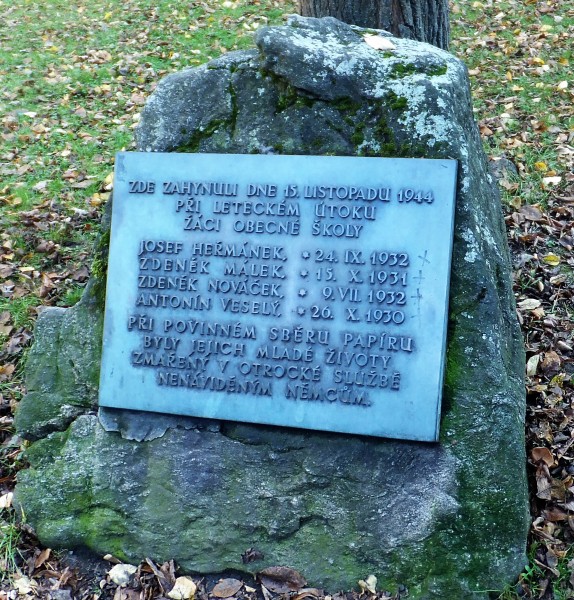 ZDE ZAHYNULI DNE 15. LISTOPADU 1944
PŘI LETECKÉM ÚTOKU
ŽÁCI OBECNÉ ŠKOLY
JOSEF HEŘMÁNEK, * 24. IX. 1932
ZDENĚK MÁLEK, * 15. X. 1931
ZDENĚK NOVÁČEK, * 9. VII. 1932
ANTONÍN VESELÝ, * 26. X. 1930
PŘI POVINNÉM SBĚRU PAPÍRU
BYLY JEJICH MLADÉ ŽIVOTY
ZMAŘENY V OTROCKÉ SLUŽBĚ
NENÁVIDĚNÝM NĚMCŮM.